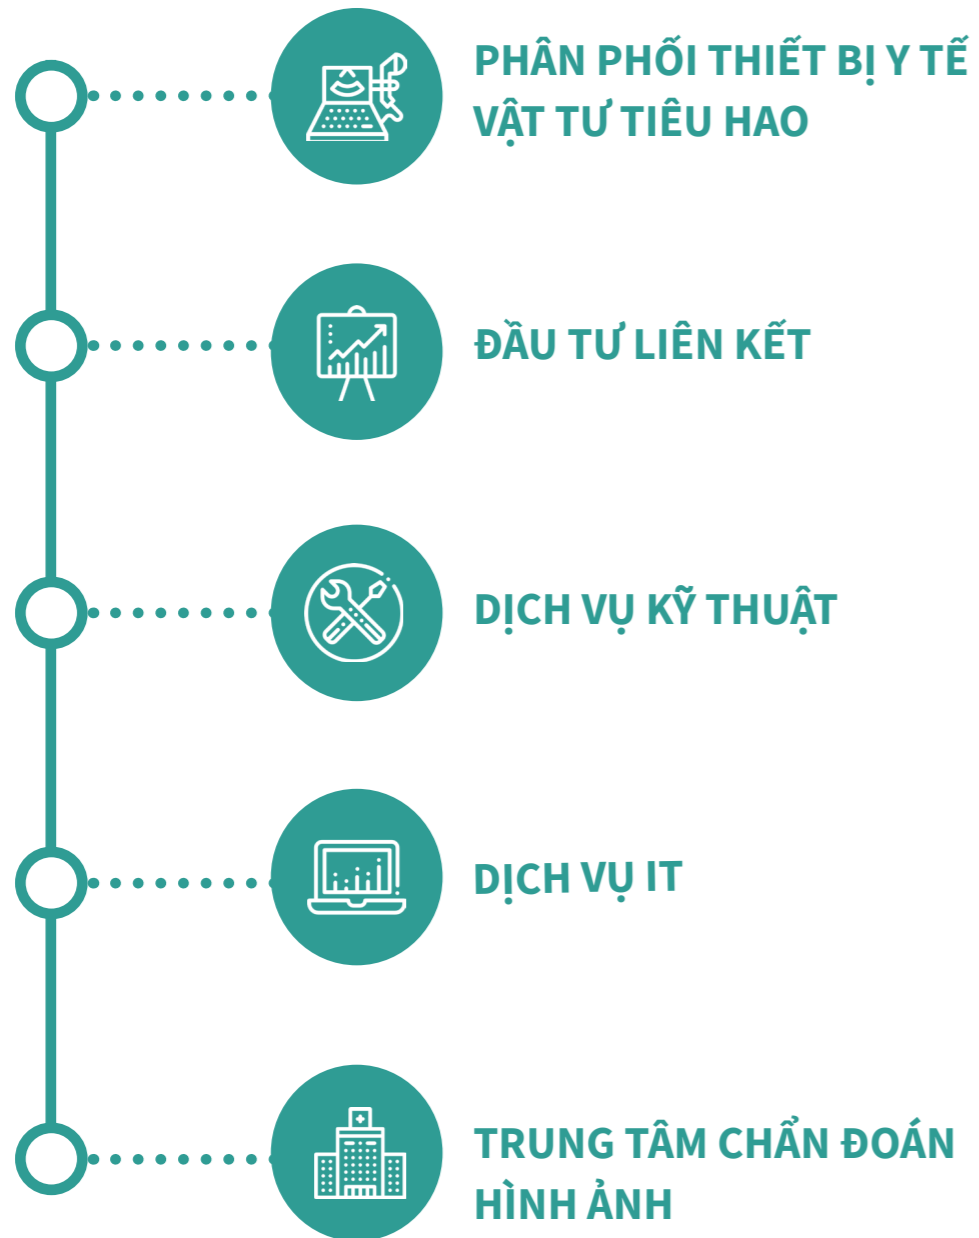 PHÂN PHỐI THIẾT BỊ Y TẾ
VẬT TƯ TIÊU HAO
ĐẦU TƯ LIÊN KẾT
DỊCH VỤ KỸ THUẬT
DỊCH VỤ IT
TRUNG TÂM CHẨN ĐOÁN
HÌNH ẢNH